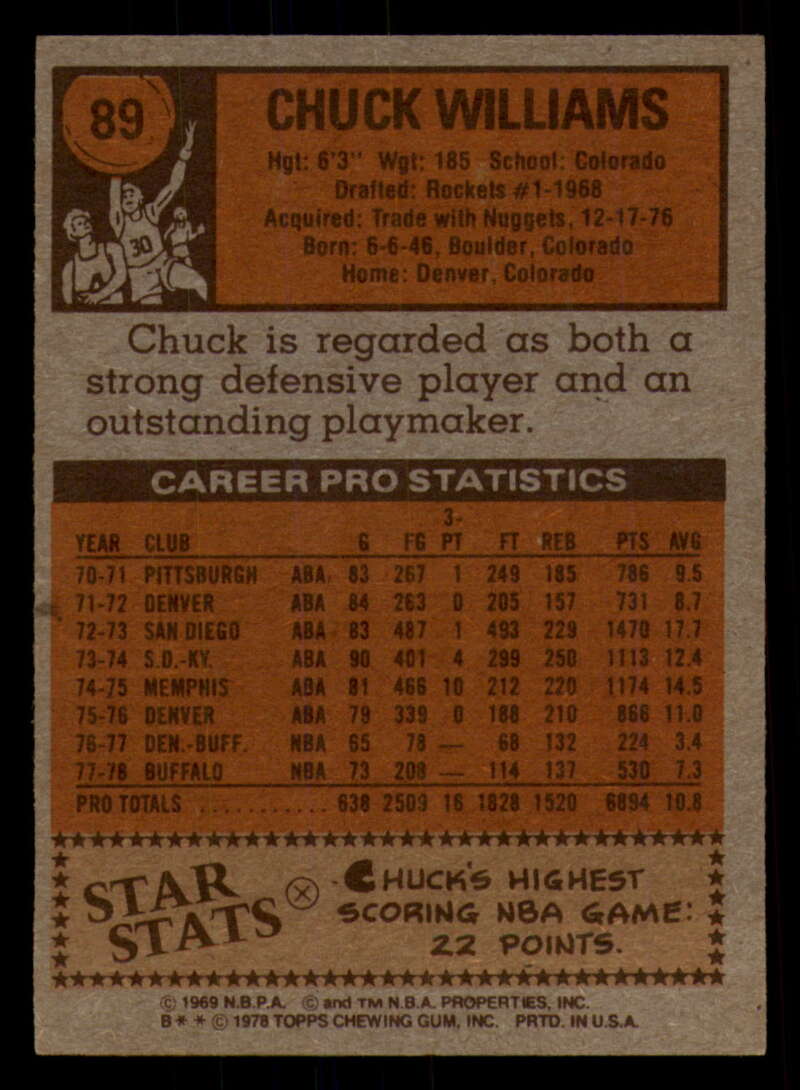 89
CHUCK WILLIAMS
Hgt: 6'3" Wgt: 185 School: Colorado
Drafted: Rockets #1-1968
Acquired: Trade with Nuggets, 12-17-76
Born: 6-6-46, Boulder, Colorado
Home: Denver, Colorado
30
Chuck is regarded as both a
strong defensive player and an
outstanding playmaker.
CAREER PRO STATISTICS
YEAR CLUB G FG 3-PT FT REB PTS AVG
70-71 PITTSBURGH ABA 83 267 1 249 185 786 9.5
71-72 DENVER ABA 84 263 0 205 157 731 8.7
72-73 SAN DIEGO ABA 83 487 1 493 229 1470 17.7
73-74 S.D.-KY. ABA 90 401 4 299 250 1113 12.4
74-75 MEMPHIS ABA 81 466 10 212 220 1174 14.5
75-76 DENVER ABA 79 339 0 188 210 866 11.0
76-77 DEN.-BUFF. NBA 65 78 — 68 132 224 3.4
77-78 BUFFALO NBA 73 208 — 114 137 530 7.3
PRO TOTALS ............ 638 2509 16 1828 1520 6894 10.8
STAR STATS
CHUCK'S HIGHEST
SCORING NBA GAME:
22 POINTS.
© 1969 N.B.P.A. © and TM N.B.A. PROPERTIES, INC.
B * * © 1978 TOPPS CHEWING GUM, INC. PRTD. IN U.S.A.